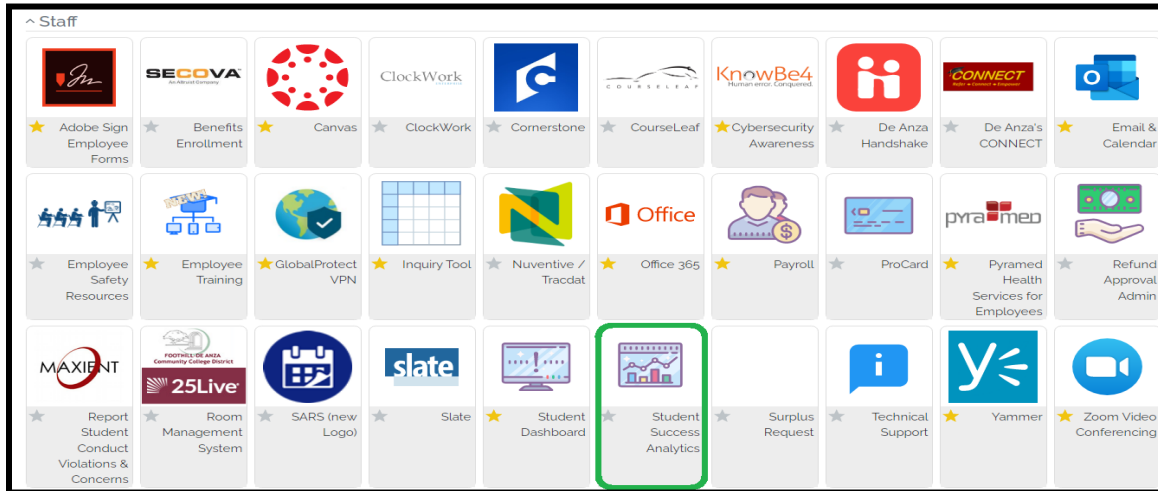 ^ Staff
SECOVA
An Alliant Company
ClockWork
COURSELEAF
KnowBe4
Human error. Conquered.
CONNECT
Refer • Connect • Empower
Adobe Sign
Employee
Forms
Benefits
Enrollment
Canvas
ClockWork
Cornerstone
CourseLeaf
Cybersecurity
Awareness
De Anza
Handshake
De Anza's
CONNECT
Email &
Calendar
NEW!
Office
pyramed
Employee
Safety
Resources
Employee
Training
GlobalProtect
VPN
Inquiry Tool
Nuventive /
Tracdat
Office 365
Payroll
ProCard
Pyramed
Health
Services for
Employees
Refund
Approval
Admin
MAXIENT
FOOTHILL-DE ANZA
Community College District
25Live
slate
Report
Student
Conduct
Violations &
Concerns
Room
Management
System
SARS (new
Logo)
Slate
Student
Dashboard
Student
Success
Analytics
Surplus
Request
Technical
Support
Yammer
Zoom Video
Conferencing